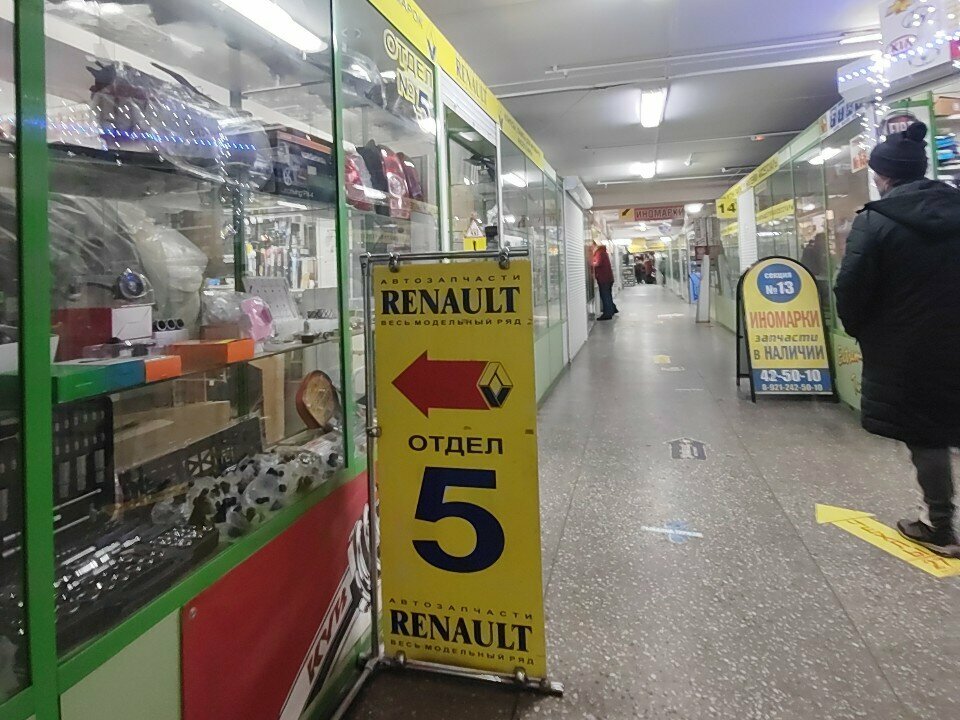 ОТДЕЛ
№5
RENAULT
АВТОЗАПЧАСТИ
RENAULT
ВЕСЬ МОДЕЛЬНЫЙ РЯД
ОТДЕЛ
5
АВТОЗАПЧАСТИ
RENAULT
ВЕСЬ МОДЕЛЬНЫЙ РЯД
KYB
ИНОМАРКИ
14
KIA
СЕКЦИЯ
№13
ИНОМАРКИ
запчасти
в НАЛИЧИИ
42-50-10
8-921-242-50-10